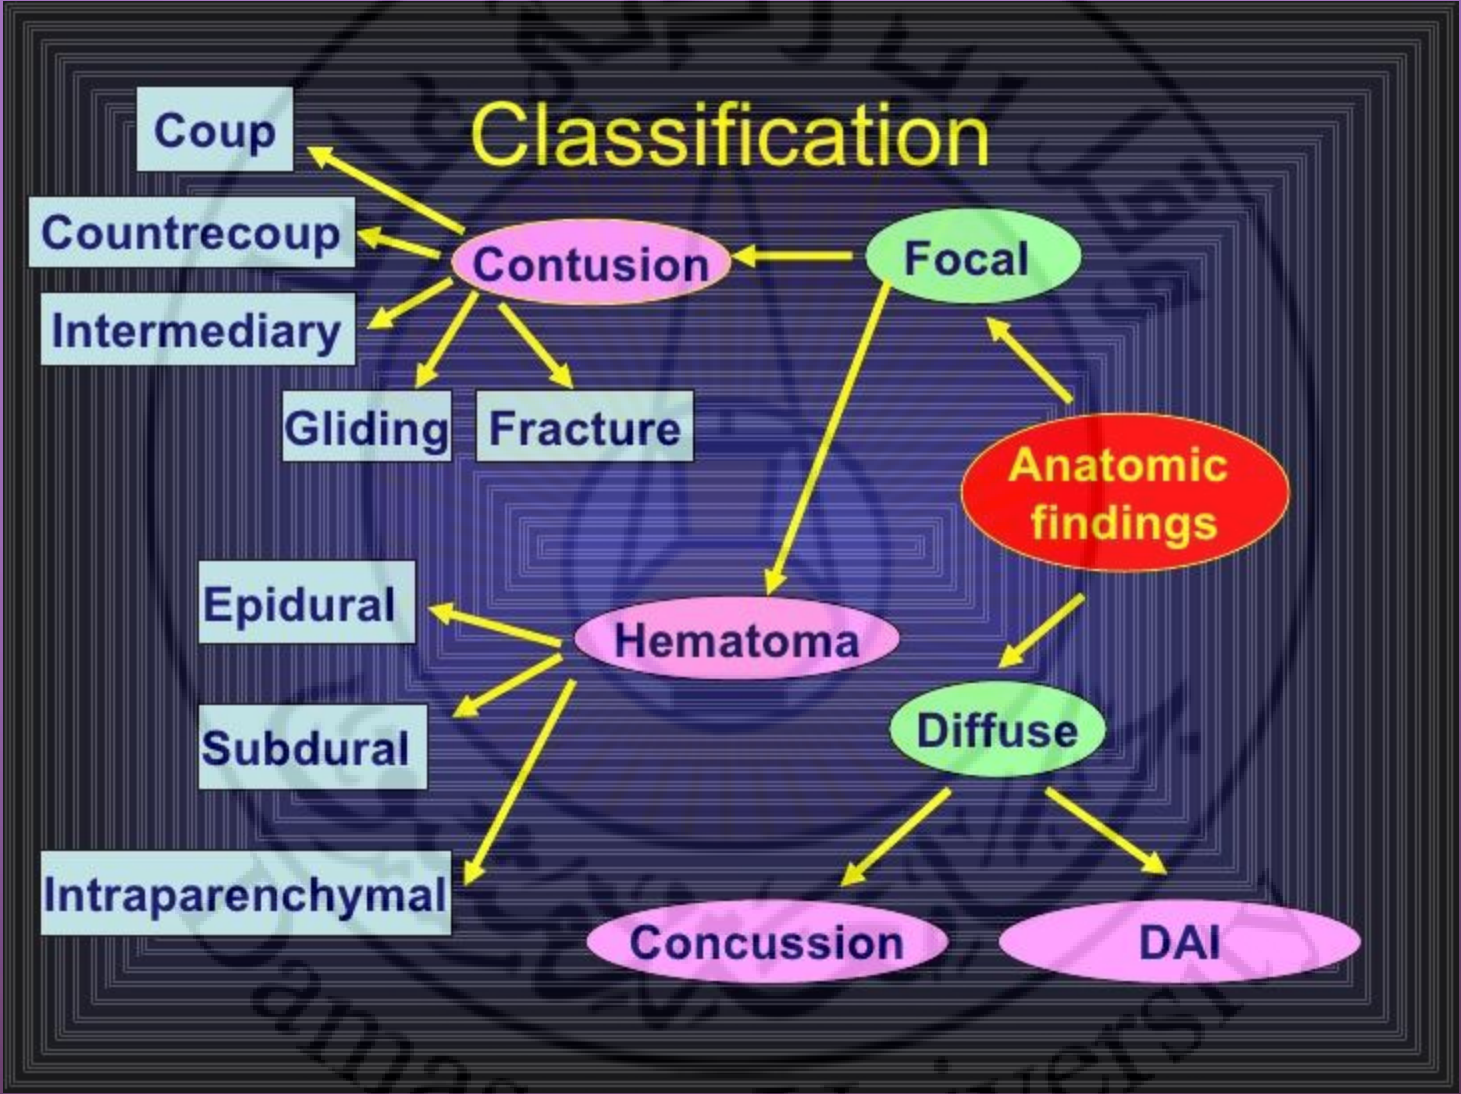 Classification
Coup
Countrecoup
Contusion
Focal
Intermediary
Gliding
Fracture
Anatomic
findings
Epidural
Hematoma
Subdural
Diffuse
Intraparenchymal
Concussion
DAI